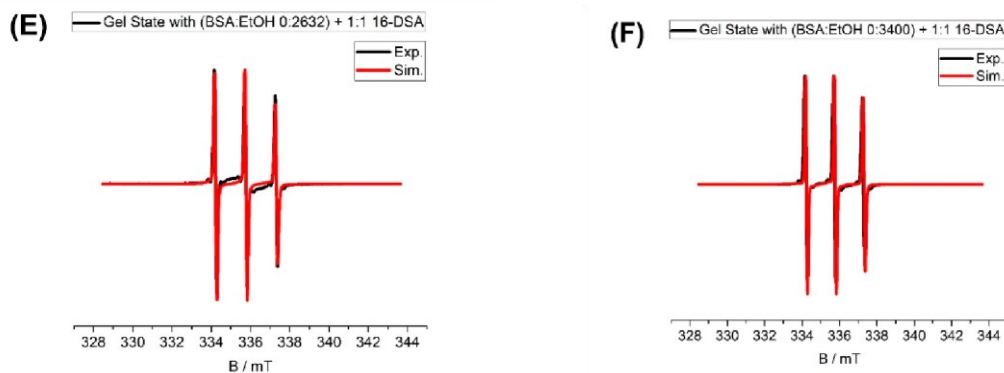 (E)
Gel State with (BSA:EtOH 0:2632) + 1:1 16-DSA
Exp.
Sim.
328 330 332 334 336 338 340 342 344
B / mT
(F)
Gel State with (BSA:EtOH 0:3400) + 1:1 16-DSA
Exp.
Sim.
328 330 332 334 336 338 340 342 344
B / mT